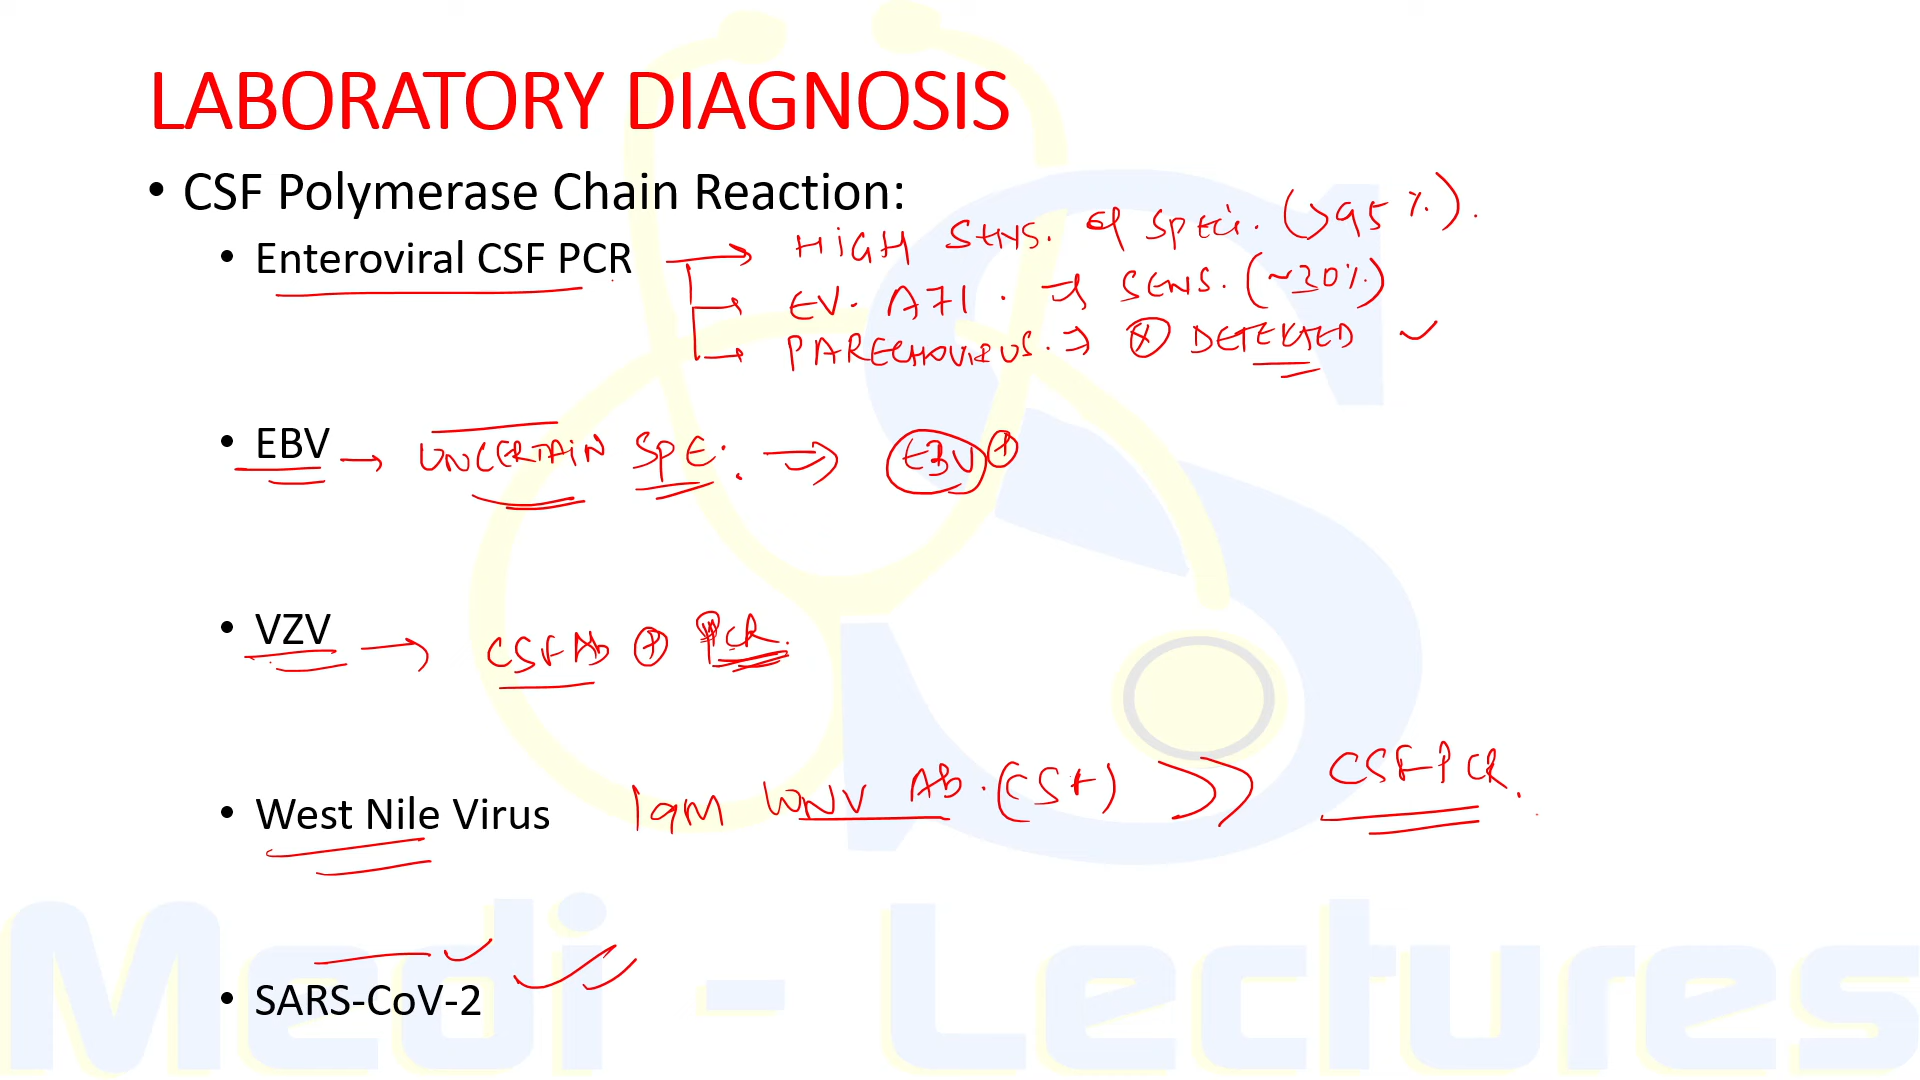 LABORATORY DIAGNOSIS
• CSF Polymerase Chain Reaction:
• Enteroviral CSF PCR → HIGH SENS. & SPECI. (>95%).
EV. A71. → SENS. (~30%)
PARECHOVIRUS. → ⊗ DETECTED ✓
• EBV → UNCERTAIN SPE. → EBV ⊕
• VZV → CSF Ab ⊕ PCR.
• West Nile Virus IgM WNV Ab. (CSF) >> CSF PCR.
• SARS-CoV-2
Medi - Lectures